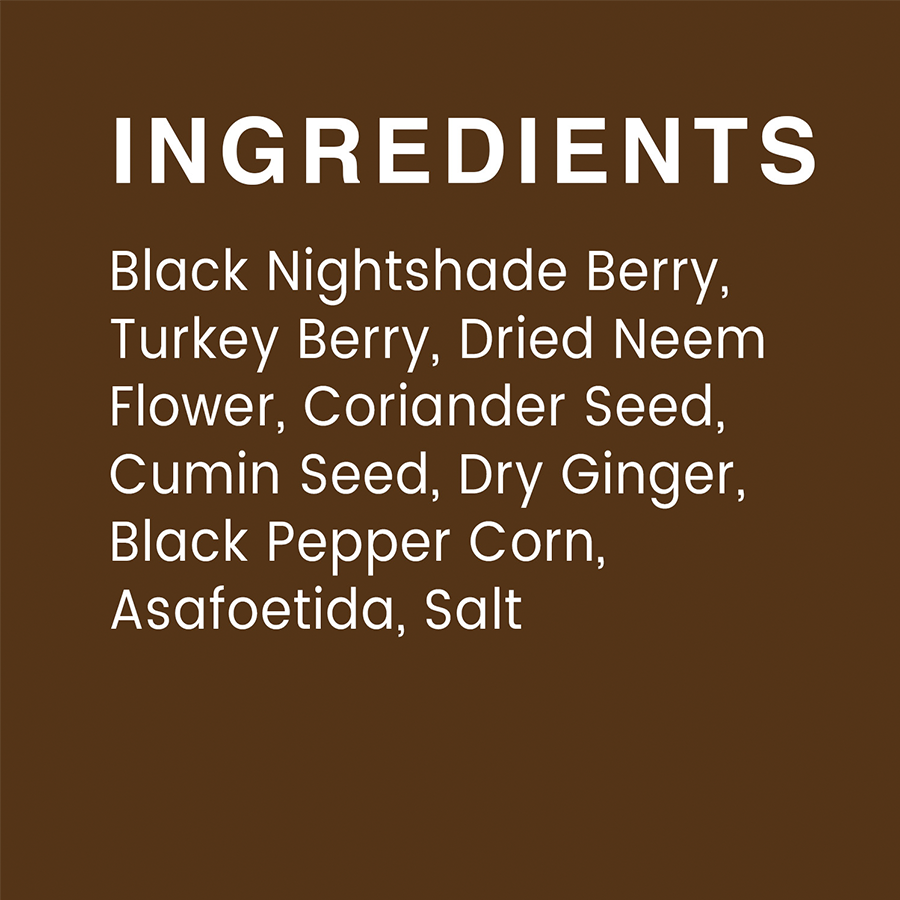 INGREDIENTS
Black Nightshade Berry,
Turkey Berry, Dried Neem
Flower, Coriander Seed,
Cumin Seed, Dry Ginger,
Black Pepper Corn,
Asafoetida, Salt